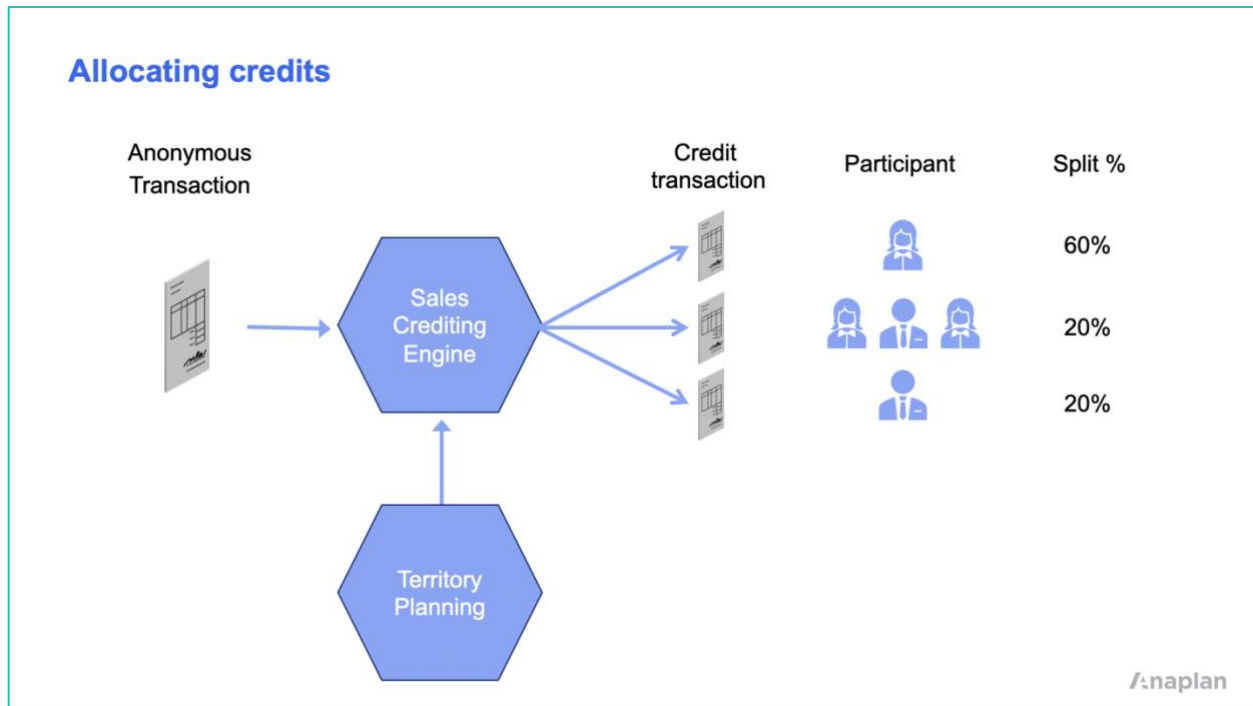 Allocating credits
Anonymous
Transaction
Credit
transaction
Participant
Split %
60%
Sales
Crediting
Engine
20%
20%
Territory
Planning
Anaplan